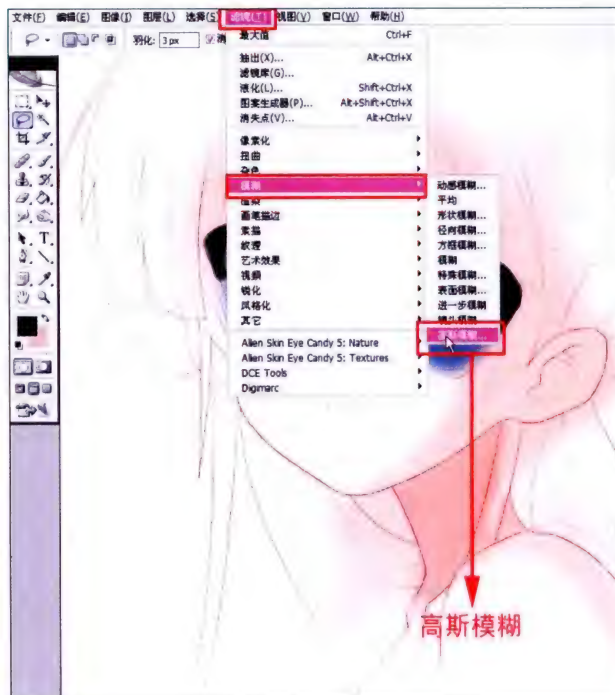 文件(F) 编辑(E) 图像(I) 图层(L) 选择(S) 滤镜(T) 视图(V) 窗口(W) 帮助(H)
羽化: 3 px 消
最大值 Ctrl+F
抽出(X)... Alt+Ctrl+X
滤镜库(G)...
液化(L)... Shift+Ctrl+X
图案生成器(P)... Alt+Shift+Ctrl+X
消失点(V)... Alt+Ctrl+V
像素化
扭曲
杂色
模糊
渲染
画笔描边
素描
纹理
艺术效果
视频
锐化
风格化
其它
Alien Skin Eye Candy 5: Nature
Alien Skin Eye Candy 5: Textures
DCE Tools
Digimarc
动感模糊...
平均
形状模糊...
径向模糊...
方框模糊...
模糊
特殊模糊...
表面模糊...
进一步模糊
镜头模糊...
高斯模糊...
高斯模糊